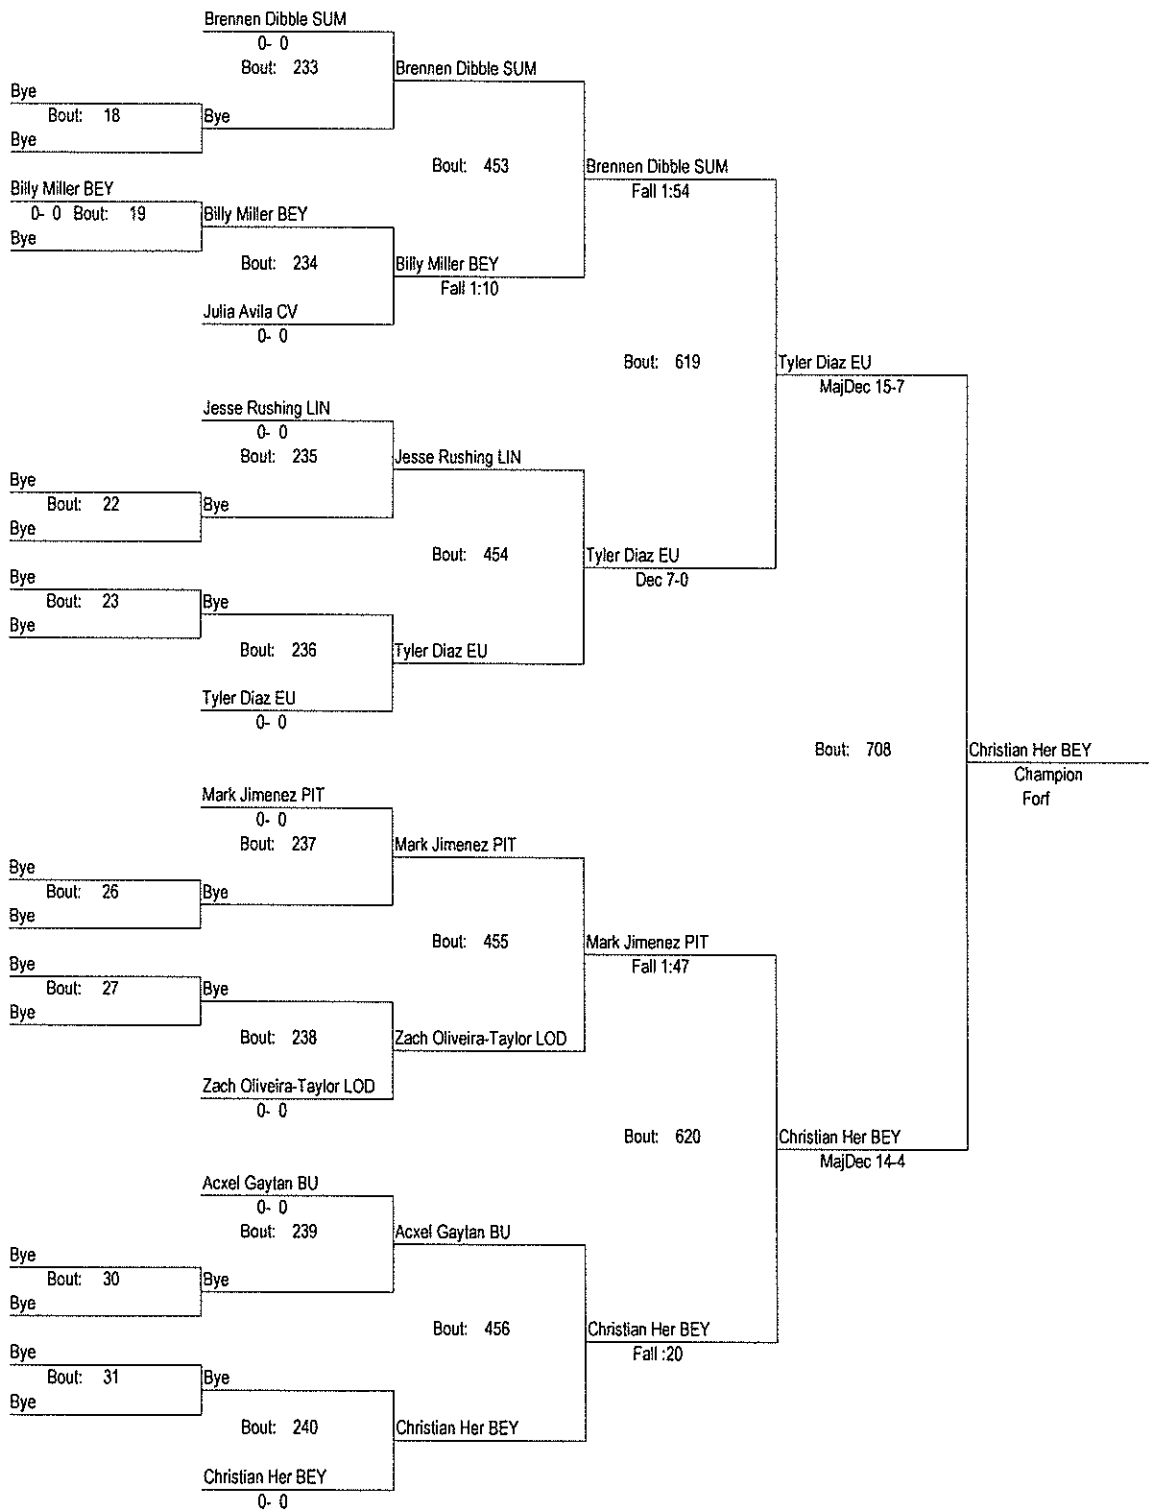 Brennen Dibble SUM
0- 0
Bout: 233
Brennen Dibble SUM
Bye
Bout: 18
Bye
Bye
Bout: 453
Brennen Dibble SUM
Fall 1:54
Billy Miller BEY
0- 0 Bout: 19
Billy Miller BEY
Bye
Bout: 234
Billy Miller BEY
Fall 1:10
Julia Avila CV
0- 0
Bout: 619
Tyler Diaz EU
MajDec 15-7
Jesse Rushing LIN
0- 0
Bout: 235
Jesse Rushing LIN
Bye
Bout: 22
Bye
Bye
Bout: 454
Tyler Diaz EU
Dec 7-0
Bye
Bout: 23
Bye
Bye
Bout: 236
Tyler Diaz EU
Tyler Diaz EU
0- 0
Bout: 708
Christian Her BEY
Champion
Forf
Mark Jimenez PIT
0- 0
Bout: 237
Mark Jimenez PIT
Bye
Bout: 26
Bye
Bye
Bout: 455
Mark Jimenez PIT
Fall 1:47
Bye
Bout: 27
Bye
Bye
Bout: 238
Zach Oliveira-Taylor LOD
Zach Oliveira-Taylor LOD
0- 0
Bout: 620
Christian Her BEY
MajDec 14-4
Acxel Gaytan BU
0- 0
Bout: 239
Acxel Gaytan BU
Bye
Bout: 30
Bye
Bye
Bout: 456
Christian Her BEY
Fall :20
Bye
Bout: 31
Bye
Bye
Bout: 240
Christian Her BEY
Christian Her BEY
0- 0